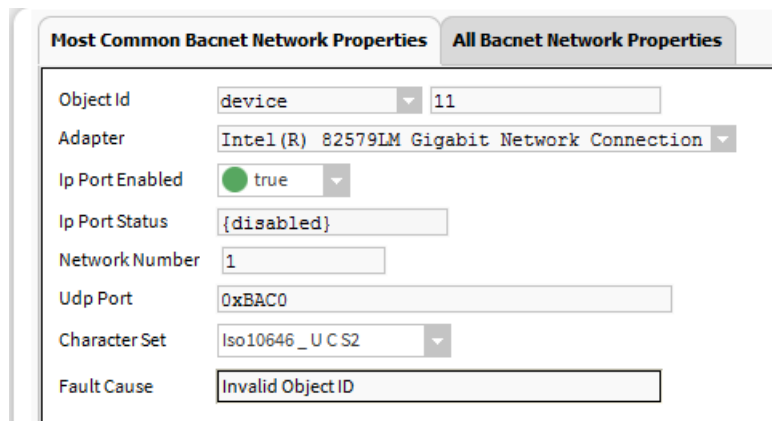 Most Common Bacnet Network Properties All Bacnet Network Properties
Object Id device 11
Adapter Intel(R) 82579LM Gigabit Network Connection
Ip Port Enabled true
Ip Port Status {disabled}
Network Number 1
Udp Port 0xBAC0
Character Set Iso10646 _ U C S2
Fault Cause Invalid Object ID